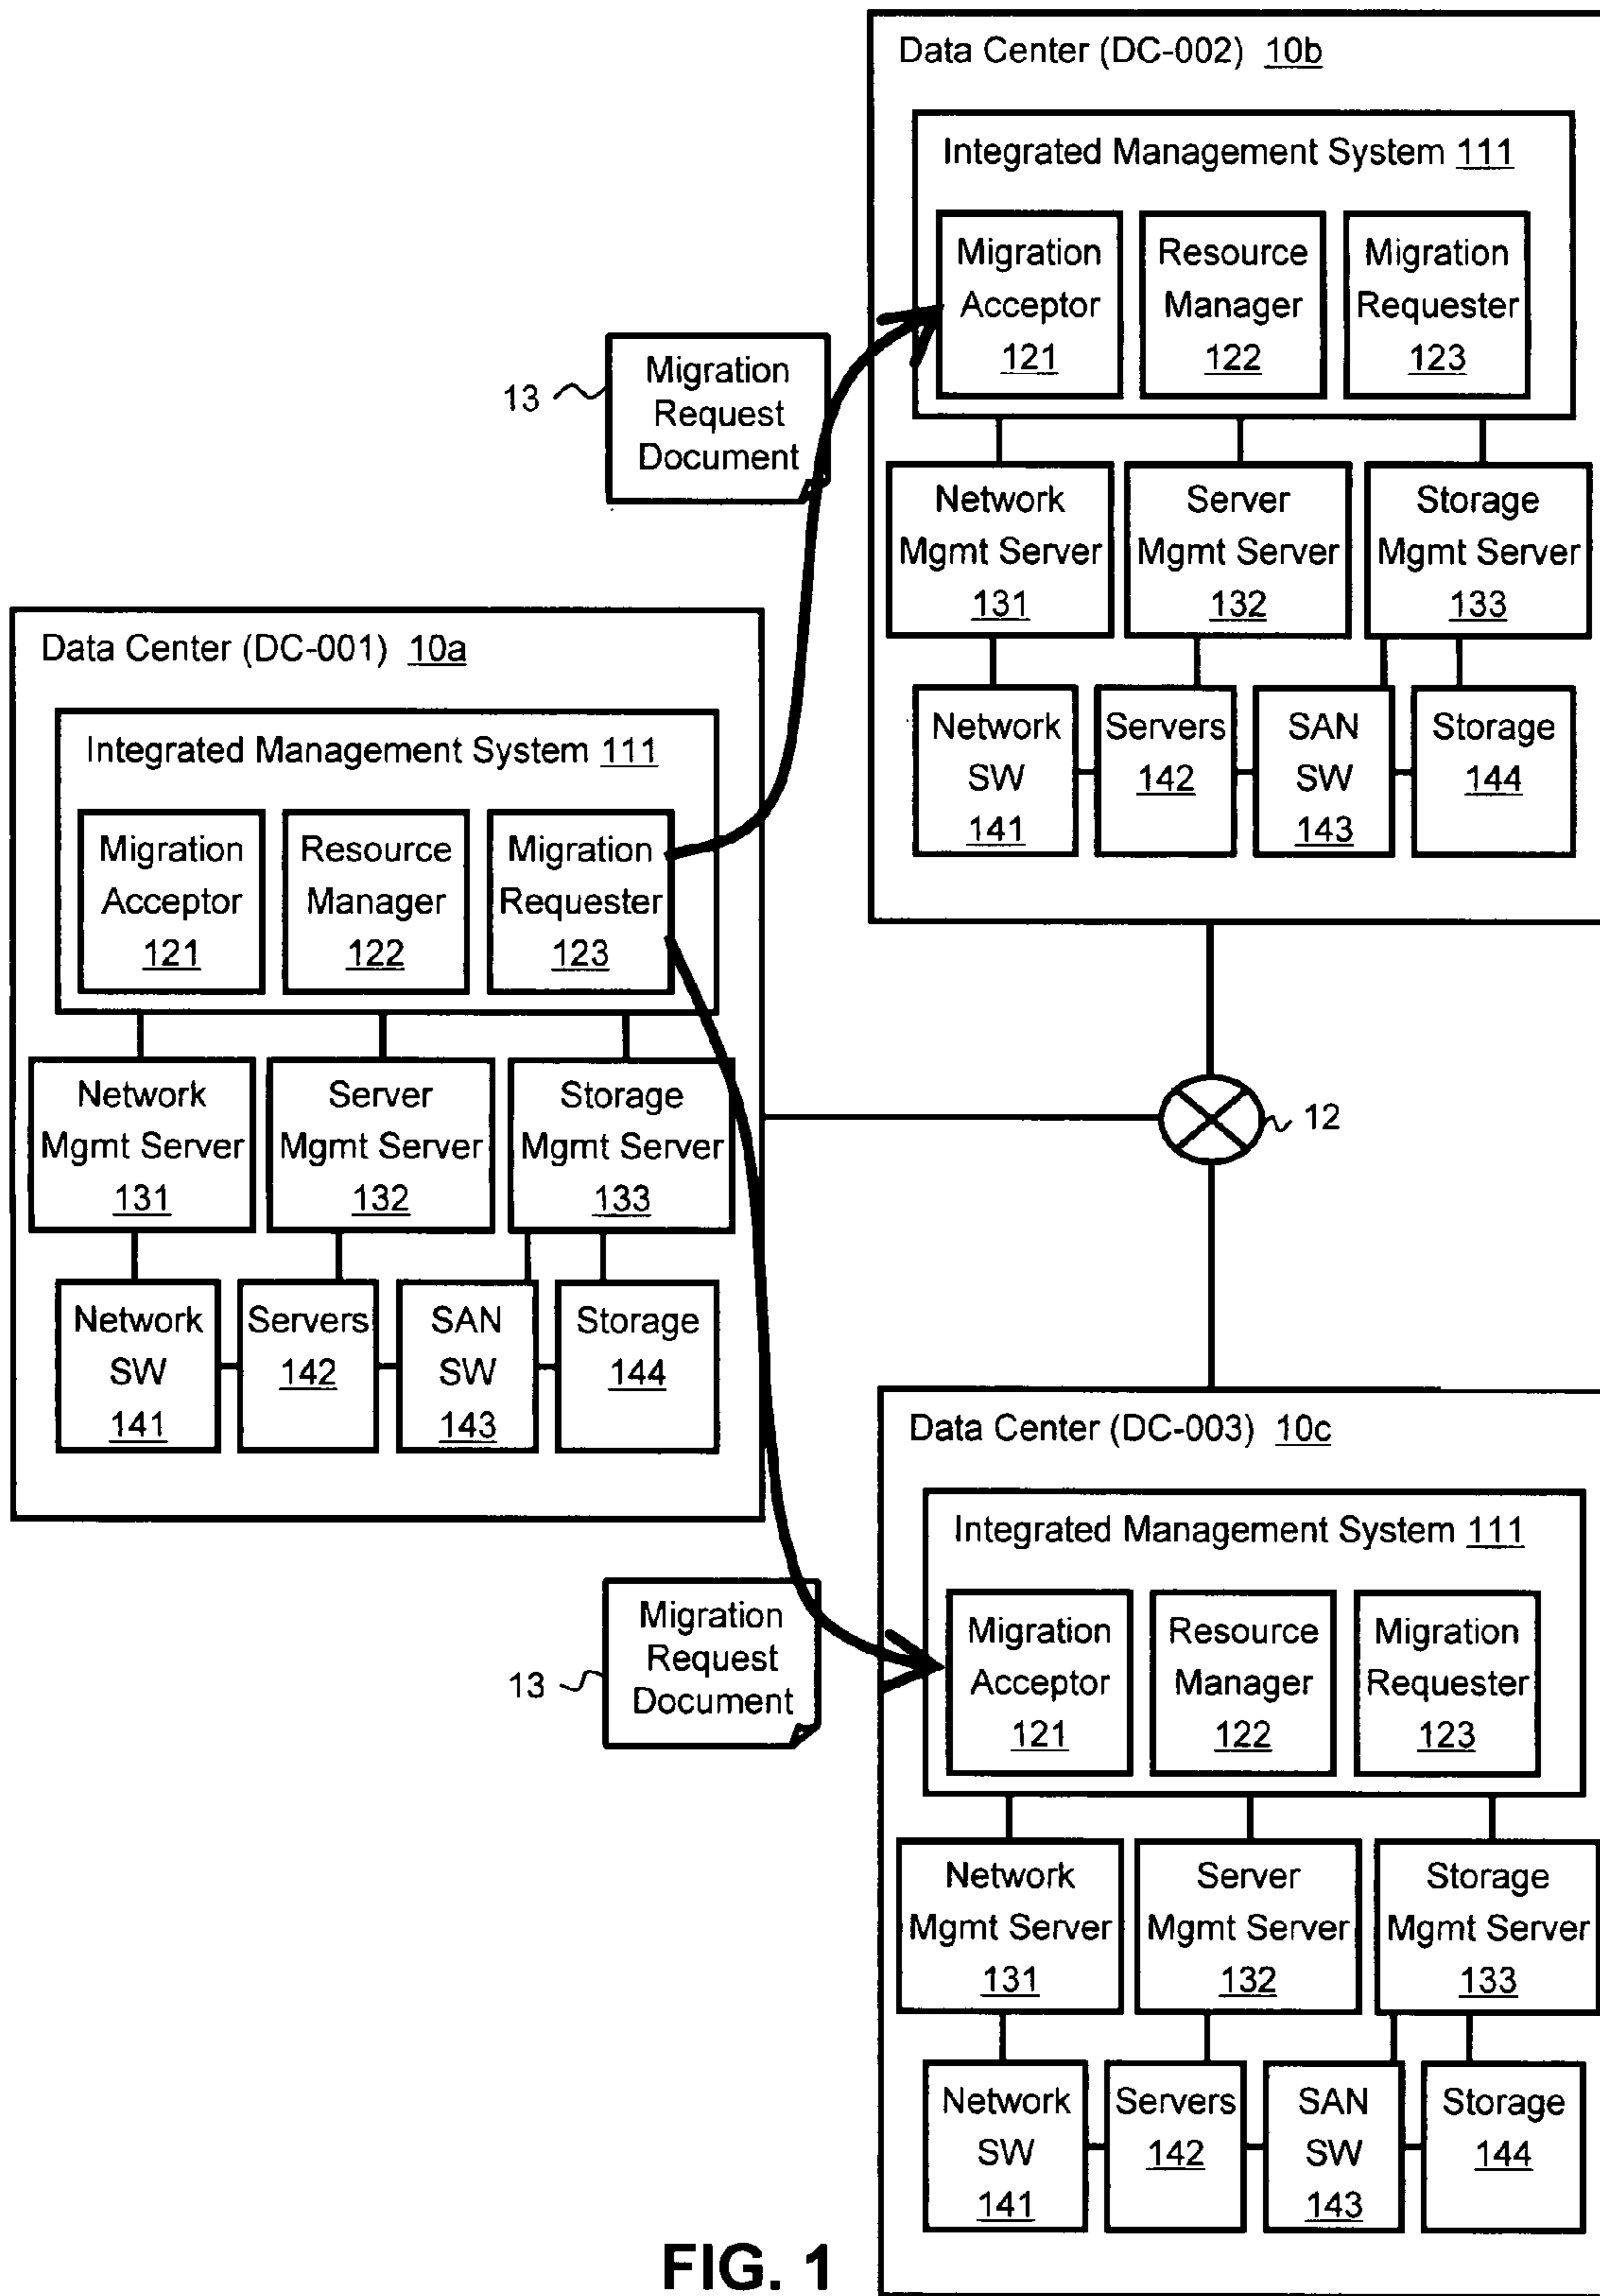 Data Center (DC-002) 10b
Integrated Management System 111
Migration
Acceptor
121
Resource
Manager
122
Migration
Requester
123
Network
Mgmt Server
131
Server
Mgmt Server
132
Storage
Mgmt Server
133
Network
SW
141
Servers
142
SAN
SW
143
Storage
144
13
Migration
Request
Document
Data Center (DC-001) 10a
Integrated Management System 111
Migration
Acceptor
121
Resource
Manager
122
Migration
Requester
123
Network
Mgmt Server
131
Server
Mgmt Server
132
Storage
Mgmt Server
133
Network
SW
141
Servers
142
SAN
SW
143
Storage
144
12
13
Migration
Request
Document
Data Center (DC-003) 10c
Integrated Management System 111
Migration
Acceptor
121
Resource
Manager
122
Migration
Requester
123
Network
Mgmt Server
131
Server
Mgmt Server
132
Storage
Mgmt Server
133
Network
SW
141
Servers
142
SAN
SW
143
Storage
144
FIG. 1